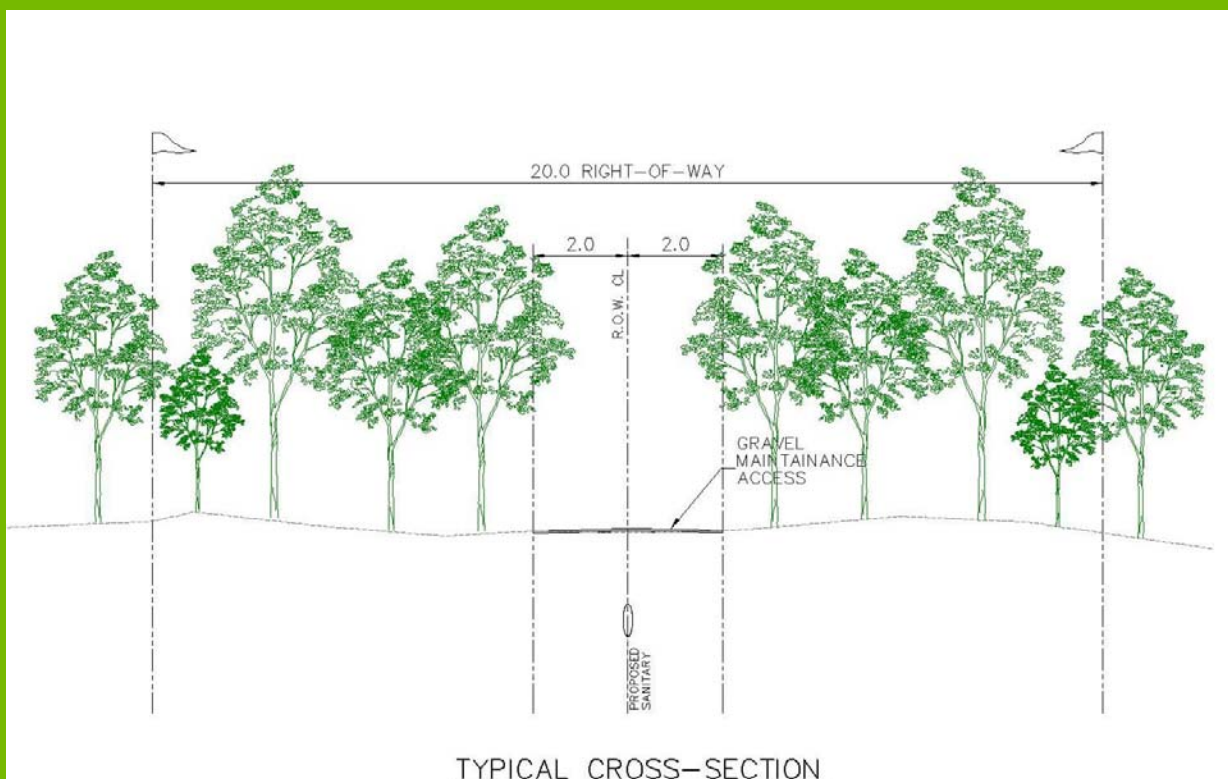 20.0 RIGHT-OF-WAY
2.0
2.0
R.O.W. CL
GRAVEL
MAINTAINANCE
ACCESS
PROPOSED
SANITARY
TYPICAL CROSS-SECTION